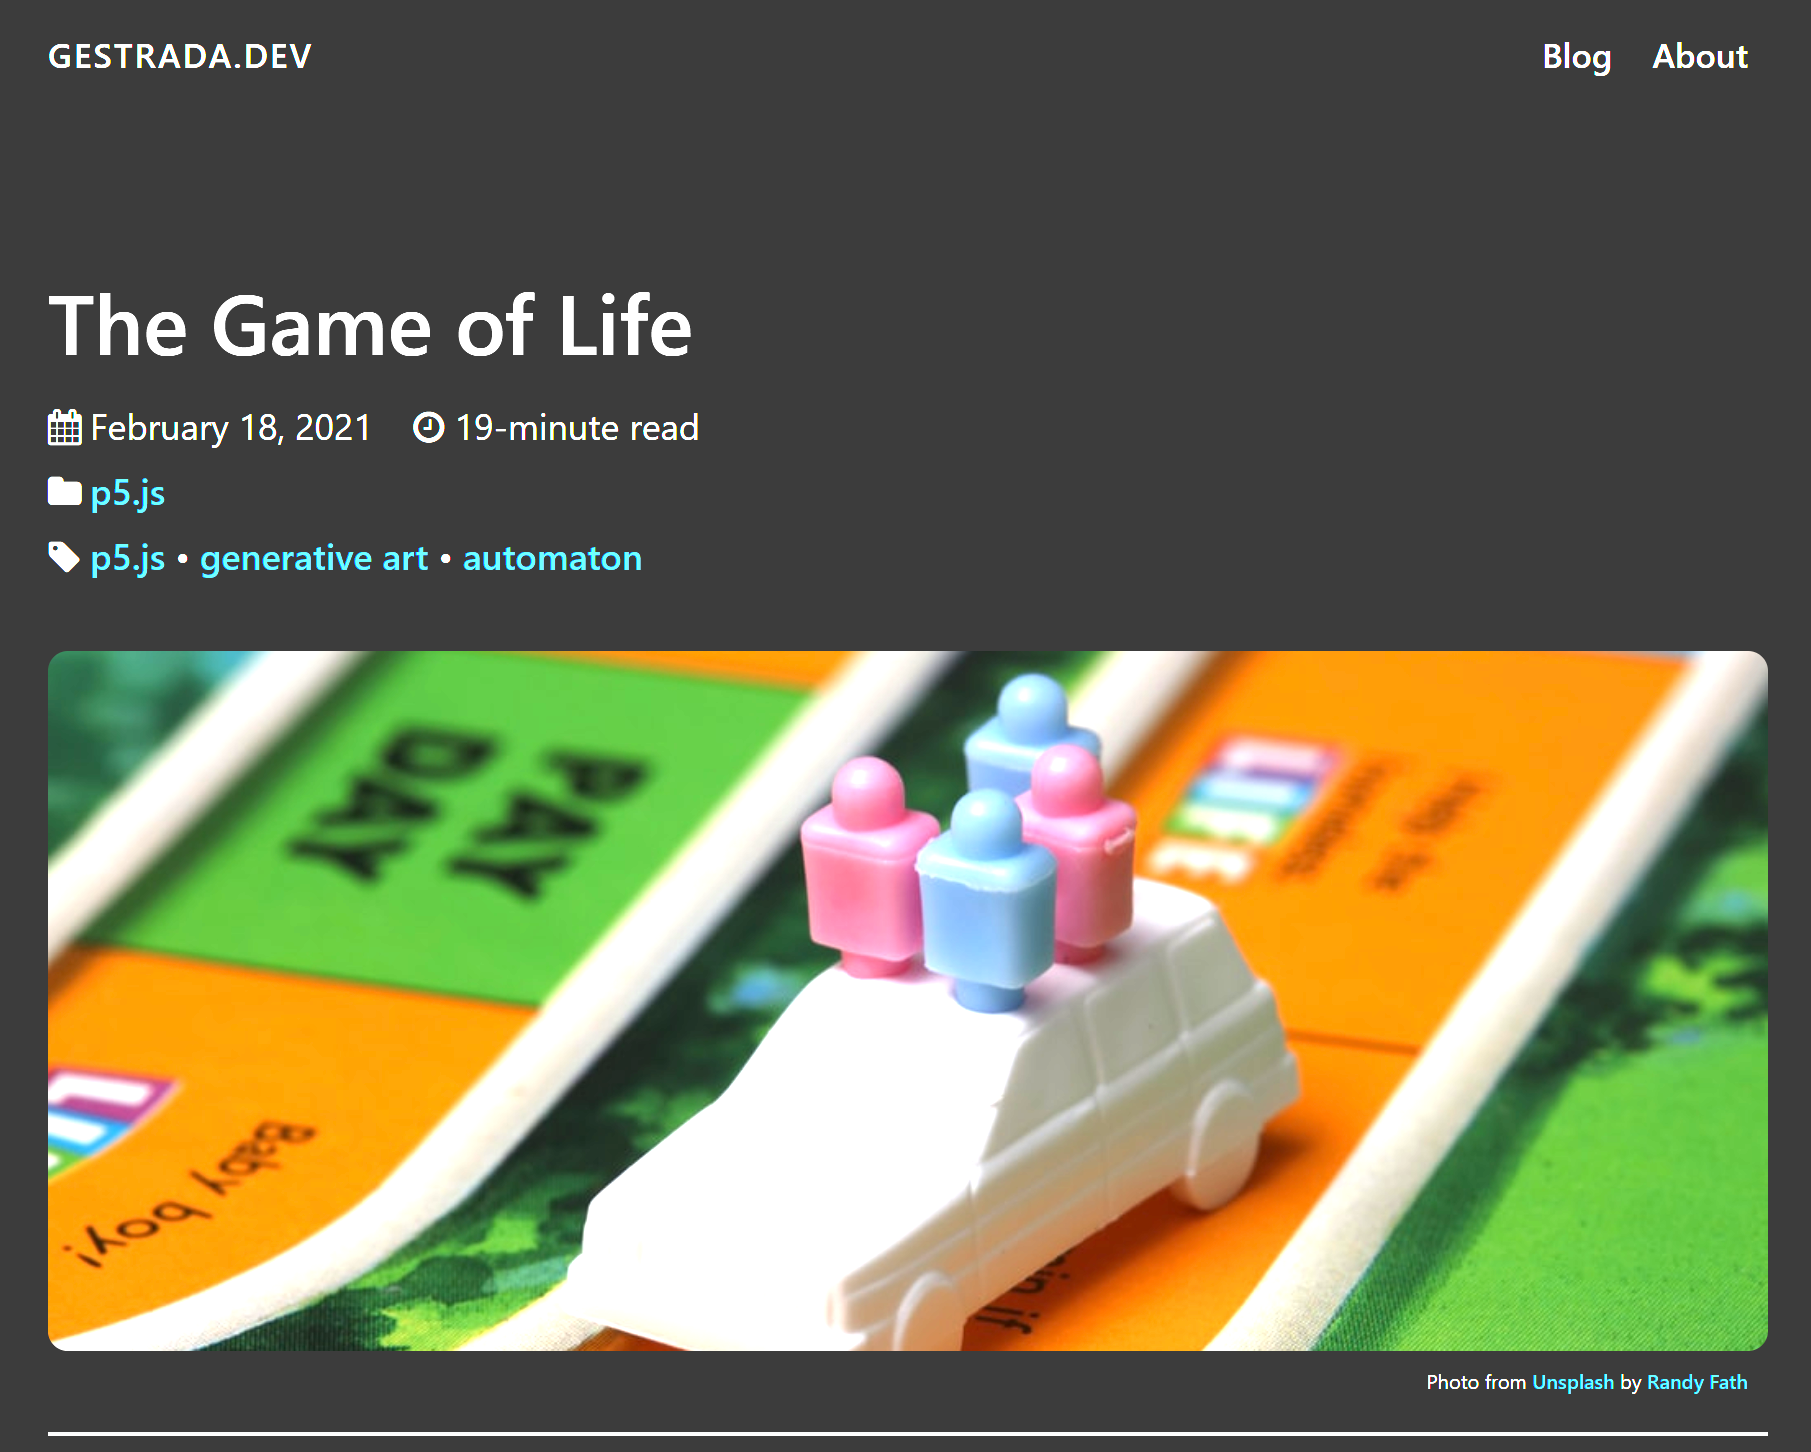 GESTRADA.DEV
Blog About
The Game of Life
February 18, 2021 19-minute read
p5.js
p5.js • generative art • automaton
PAY
DAY
LIFE
Baby boy!
Photo from Unsplash by Randy Fath